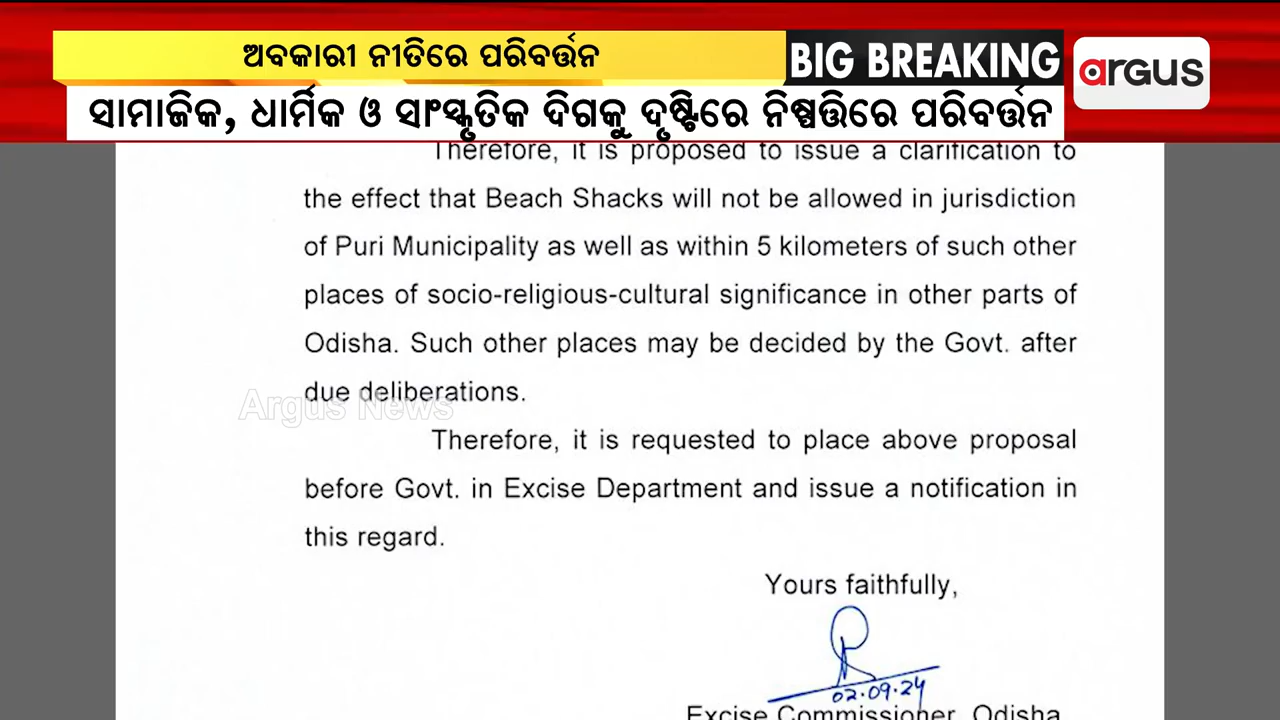 ଅବକାରୀ ନୀତିରେ ପରିବର୍ତ୍ତନ
BIG BREAKING
argus
ସାମାଜିକ, ଧାର୍ମିକ ଓ ସାଂସ୍କୃତିକ ଦିଗକୁ ଦୃଷ୍ଟିରେ ନିଷ୍ପତ୍ତିରେ ପରିବର୍ତ୍ତନ
Therefore, it is proposed to issue a clarification to
the effect that Beach Shacks will not be allowed in jurisdiction
of Puri Municipality as well as within 5 kilometers of such other
places of socio-religious-cultural significance in other parts of
Odisha. Such other places may be decided by the Govt. after
due deliberations.
Argus News
Therefore, it is requested to place above proposal
before Govt. in Excise Department and issue a notification in
this regard.
Yours faithfully,
02.09.24
Excise Commissioner, Odisha